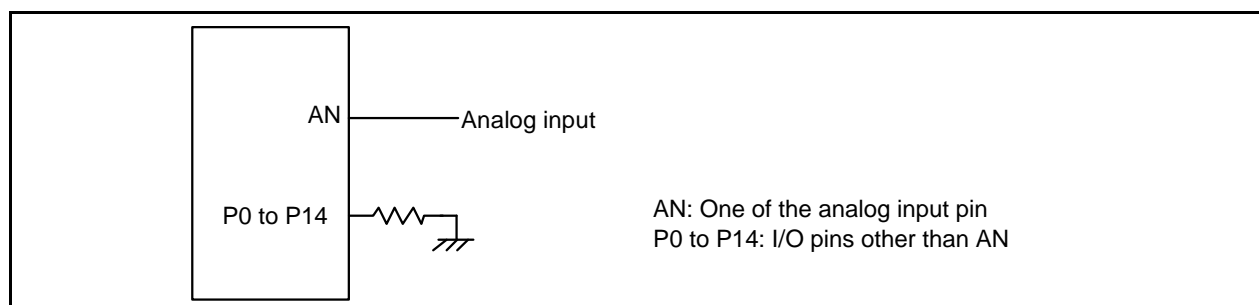 AN
Analog input
P0 to P14
AN: One of the analog input pin
P0 to P14: I/O pins other than AN